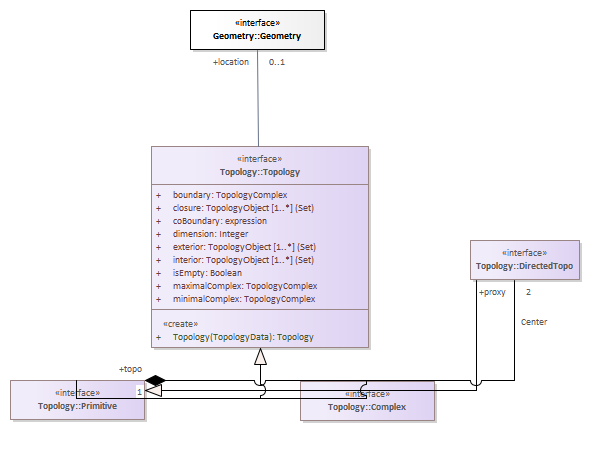 «interface»
Geometry::Geometry
+location 0..1
«interface»
Topology::Topology
+ boundary: TopologyComplex
+ closure: TopologyObject [1..*] (Set)
+ coBoundary: expression
+ dimension: Integer
+ exterior: TopologyObject [1..*] (Set)
+ interior: TopologyObject [1..*] (Set)
+ isEmpty: Boolean
+ maximalComplex: TopologyComplex
+ minimalComplex: TopologyComplex
«create»
+ Topology(TopologyData): Topology
«interface»
Topology::DirectedTopo
+proxy 2
Center
+topo
1
«interface»
Topology::Primitive
«interface»
Topology::Complex